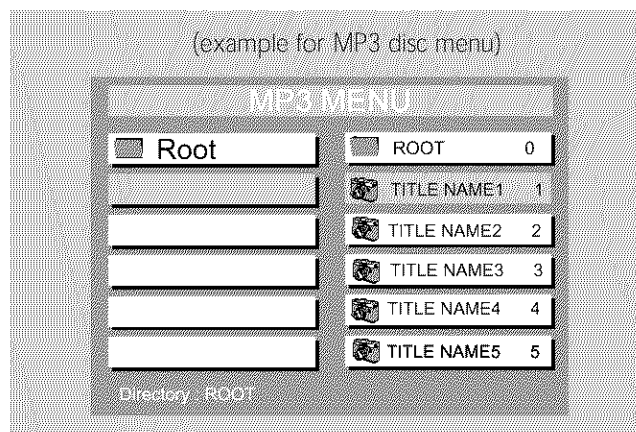 (example for MP3 disc menu)
MP3 MENU
Root
ROOT 0
TITLE NAME1 1
TITLE NAME2 2
TITLE NAME3 3
TITLE NAME4 4
TITLE NAME5 5
Directory : ROOT